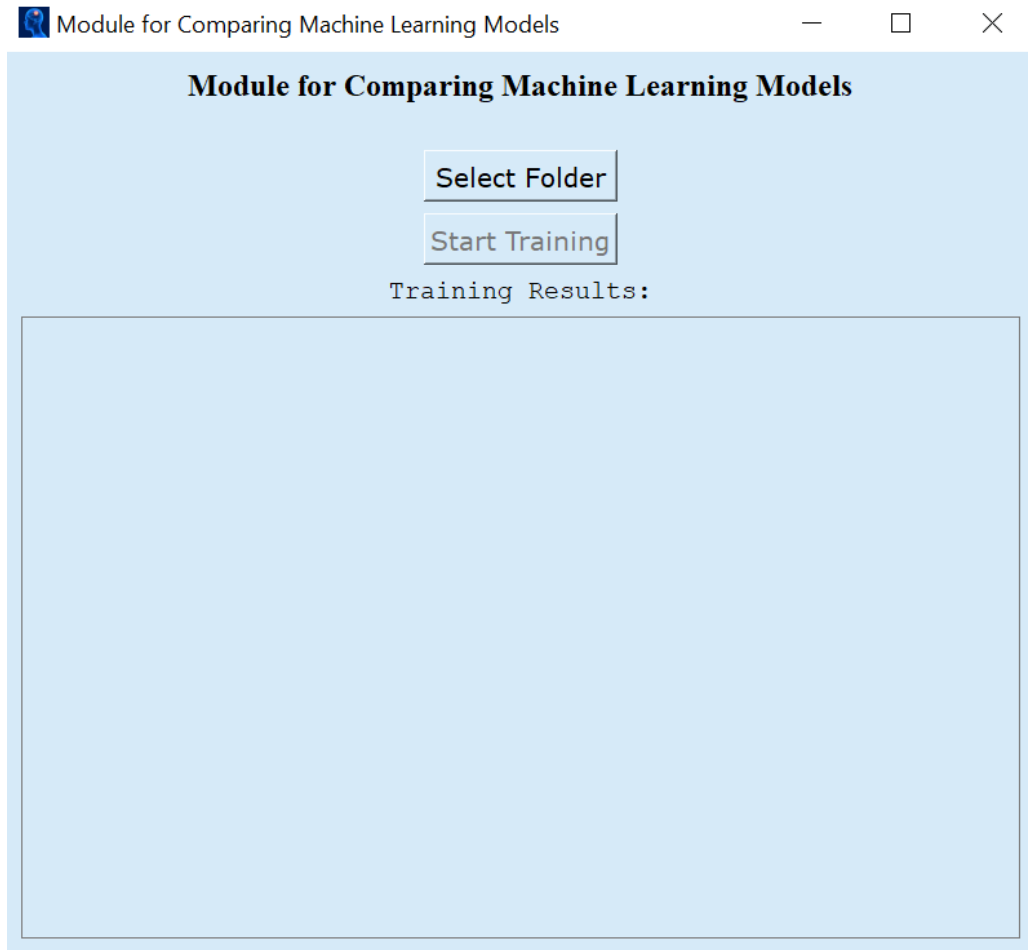 Module for Comparing Machine Learning Models
Module for Comparing Machine Learning Models
Select Folder
Start Training
Training Results: